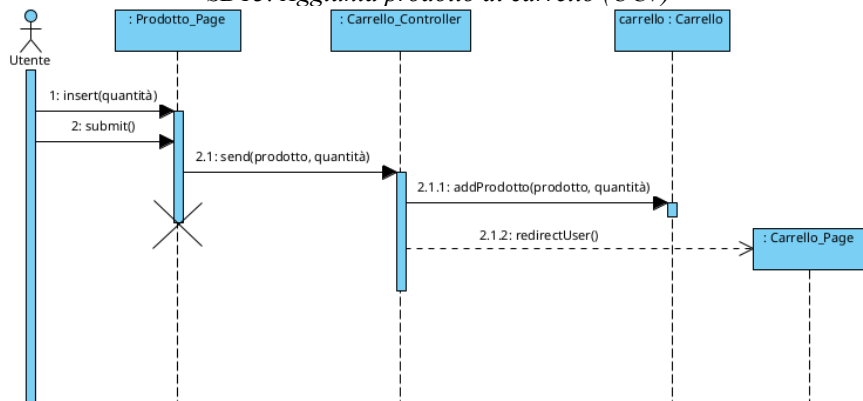 : Prodotto_Page
: Carrello_Controller
carrello : Carrello
Utente
1: insert(quantità)
2: submit()
2.1: send(prodotto, quantità)
2.1.1: addProdotto(prodotto, quantità)
2.1.2: redirectUser()
: Carrello_Page